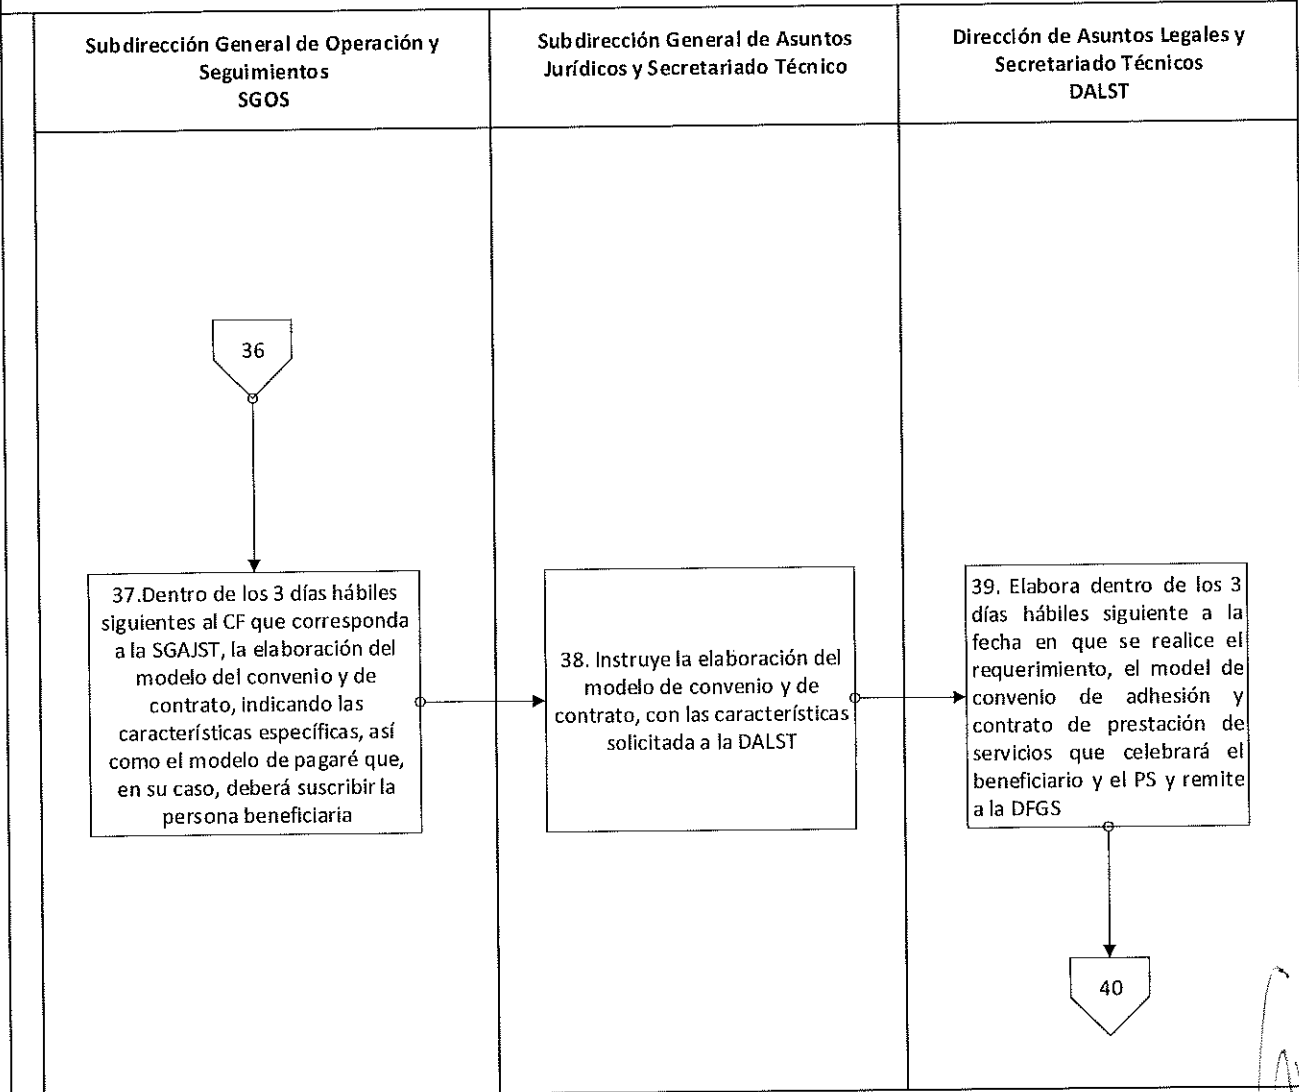 Subdirección General de Operación y
Seguimientos
SGOS
Subdirección General de Asuntos
Jurídicos y Secretariado Técnico
Dirección de Asuntos Legales y
Secretariado Técnicos
DALST
36
37.Dentro de los 3 días hábiles
siguientes al CF que corresponda
a la SGAJST, la elaboración del
modelo del convenio y de
contrato, indicando las
características específicas, así
como el modelo de pagaré que,
en su caso, deberá suscribir la
persona beneficiaria
38. Instruye la elaboración del
modelo de convenio y de
contrato, con las características
solicitada a la DALST
39. Elabora dentro de los 3
días hábiles siguiente a la
fecha en que se realice el
requerimiento, el model de
convenio de adhesión y
contrato de prestación de
servicios que celebrará el
beneficiario y el PS y remite
a la DFGS
40